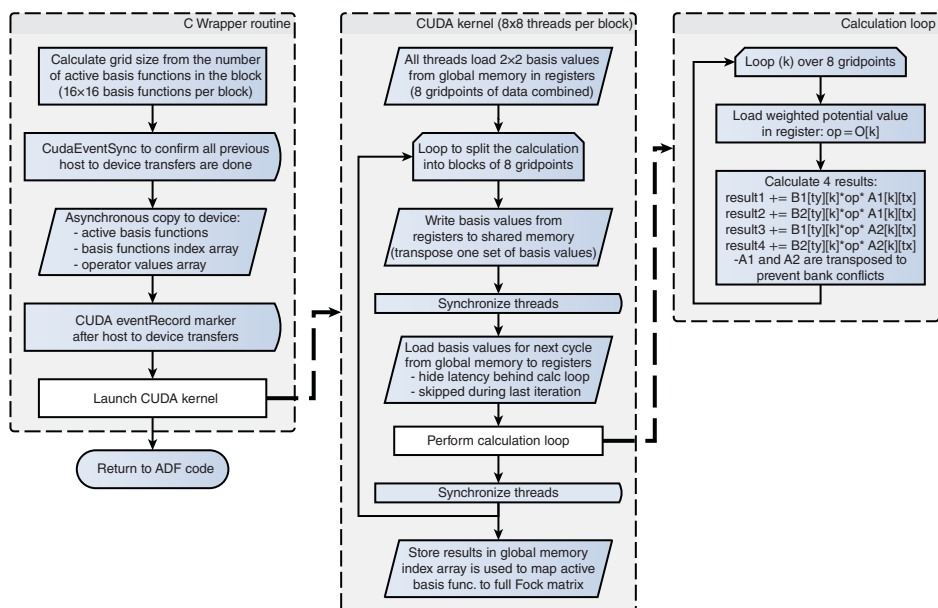 C Wrapper routine
Calculate grid size from the number
of active basis functions in the block
(16×16 basis functions per block)
CudaEventSync to confirm all previous
host to device transfers are done
Asynchronous copy to device:
- active basis functions
- basis functions index array
- operator values array
CUDA eventRecord marker
after host to device transfers
Launch CUDA kernel
Return to ADF code
CUDA kernel (8x8 threads per block)
All threads load 2×2 basis values
from global memory in registers
(8 gridpoints of data combined)
Loop to split the calculation
into blocks of 8 gridpoints
Write basis values from
registers to shared memory
(transpose one set of basis values)
Synchronize threads
Load basis values for next cycle
from global memory to registers
- hide latency behind calc loop
- skipped during last iteration
Perform calculation loop
Synchronize threads
Store results in global memory
index array is used to map active
basis func. to full Fock matrix
Calculation loop
Loop (k) over 8 gridpoints
Load weighted potential value
in register: op = O[k]
Calculate 4 results:
result1 += B1[ty][k]*op* A1[k][tx]
result2 += B2[ty][k]*op* A1[k][tx]
result3 += B1[ty][k]*op* A2[k][tx]
result4 += B2[ty][k]*op* A2[k][tx]
-A1 and A2 are transposed to
prevent bank conflicts